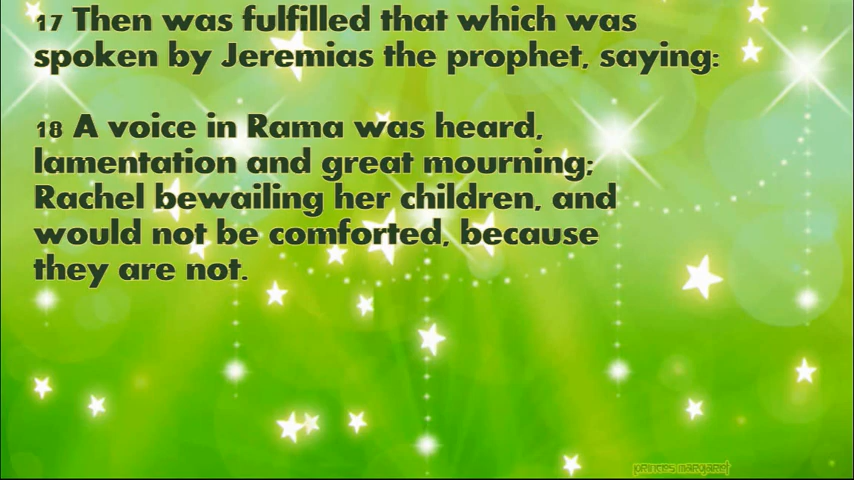 17 Then was fulfilled that which was
spoken by Jeremias the prophet, saying:
18 A voice in Rama was heard,
lamentation and great mourning;
Rachel bewailing her children, and
would not be comforted, because
they are not.